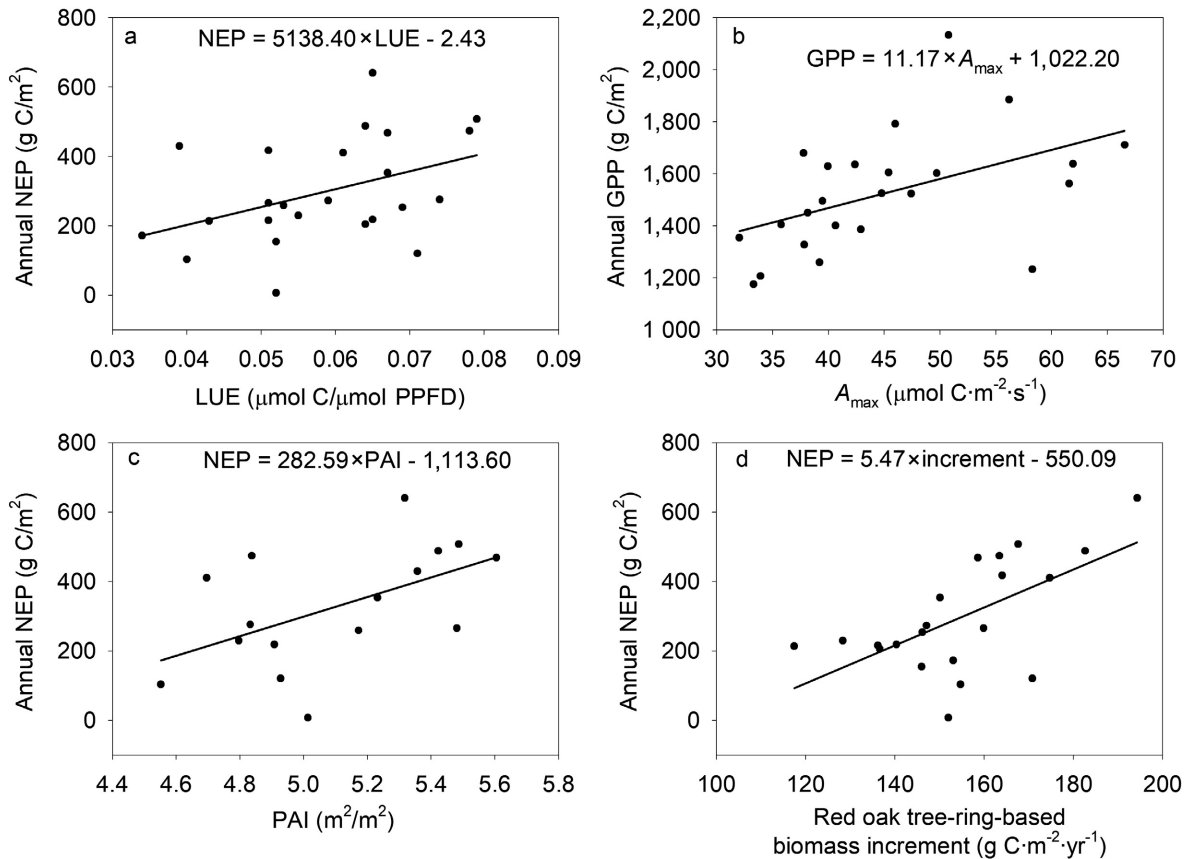 a
NEP = 5138.40×LUE - 2.43
Annual NEP (g C/m²)
800
600
400
200
0
0.03 0.04 0.05 0.06 0.07 0.08 0.09
LUE (μmol C/μmol PPFD)
b
GPP = 11.17×Amax + 1,022.20
Annual GPP (g C/m²)
2,200
2,000
1,800
1,600
1,400
1,200
1 000
30 35 40 45 50 55 60 65 70
Amax (μmol C·m⁻²·s⁻¹)
c
NEP = 282.59×PAI - 1,113.60
Annual NEP (g C/m²)
800
600
400
200
0
4.4 4.6 4.8 5.0 5.2 5.4 5.6 5.8
PAI (m²/m²)
d
NEP = 5.47×increment - 550.09
Annual NEP (g C/m²)
800
600
400
200
0
100 120 140 160 180 200
Red oak tree-ring-based
biomass increment (g C·m⁻²·yr⁻¹)